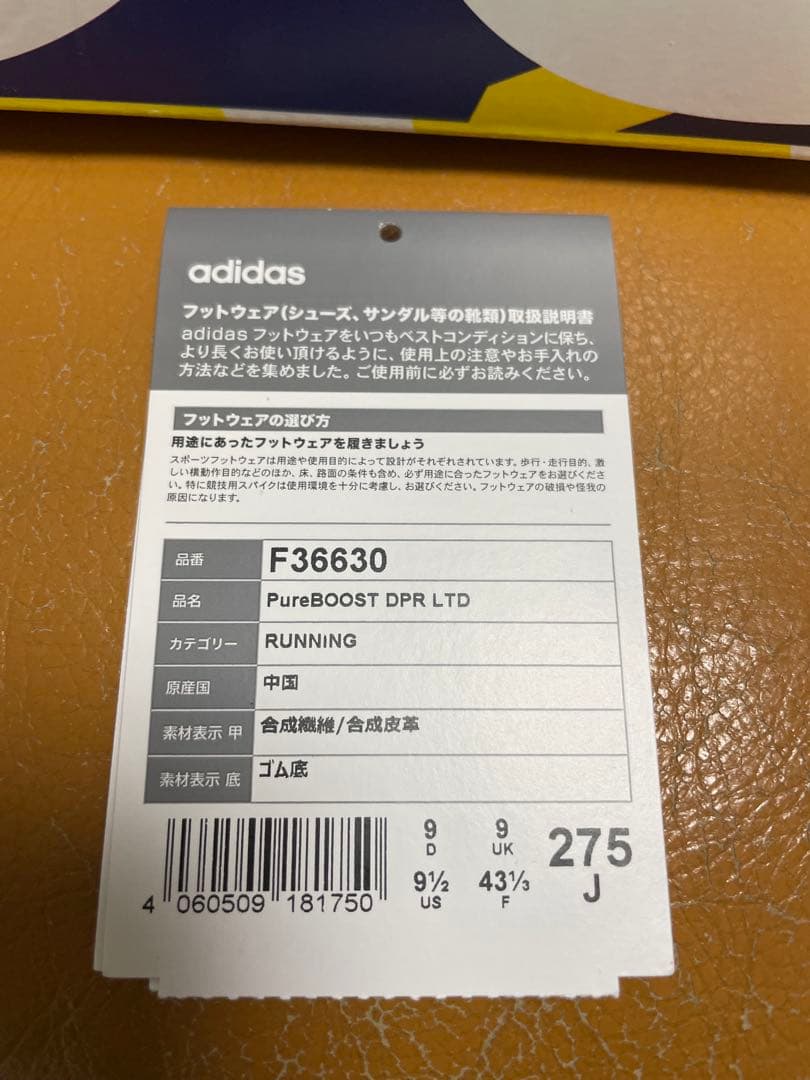 adidas
フットウェア(シューズ、サンダル等の靴類)取扱説明書
adidas フットウェアをいつもベストコンディションに保ち、
より長くお使い頂けるように、使用上の注意やお手入れの
方法などを集めました。ご使用前に必ずお読みください。
フットウェアの選び方
用途にあったフットウェアを履きましょう
スポーツフットウェアは用途や使用目的によって設計がそれぞれされています。歩行・走行目的、激
しい横動作目的などのほか、床、路面の条件も含め、必ず用途に合ったフットウェアをお選びくださ
い。特に競技用スパイクは使用環境を十分に考慮し、お選びください。フットウェアの破損や怪我の
原因になります。
品番 F36630
品名 PureBOOST DPR LTD
カテゴリー RUNNING
原産国 中国
素材表示 甲 合成繊維/合成皮革
素材表示 底 ゴム底
9 9 275
D UK J
9½ 43⅓
US F
4 060509 181750